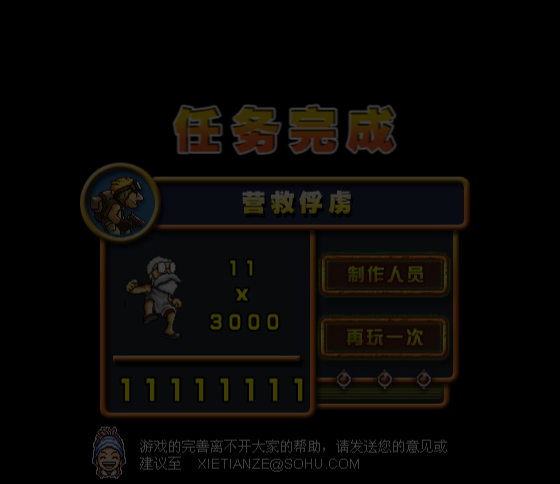 任务完成
营救俘虏
11
x
3000
11111111
制作人员
再玩一次
游戏的完善离不开大家的帮助，请发送您的意见或
建议至 XIETIANZE@SOHU.COM